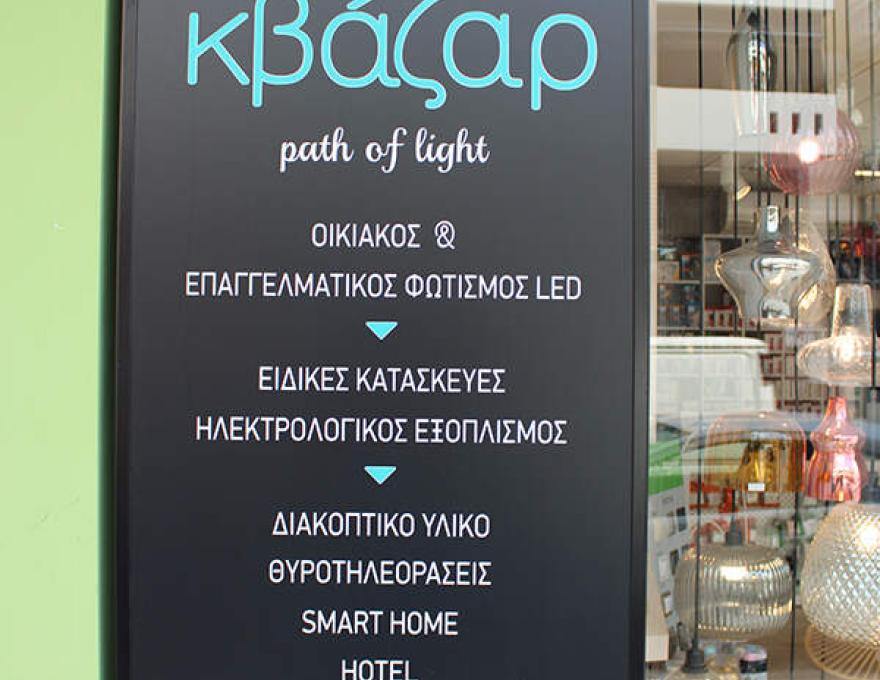 κβάζαρ
path of light
ΟΙΚΙΑΚΟΣ &
ΕΠΑΓΓΕΛΜΑΤΙΚΟΣ ΦΩΤΙΣΜΟΣ LED
ΕΙΔΙΚΕΣ ΚΑΤΑΣΚΕΥΕΣ
ΗΛΕΚΤΡΟΛΟΓΙΚΟΣ ΕΞΟΠΛΙΣΜΟΣ
ΔΙΑΚΟΠΤΙΚΟ ΥΛΙΚΟ
ΘΥΡΟΤΗΛΕΟΡΑΣΕΙΣ
SMART HOME
HOTEL